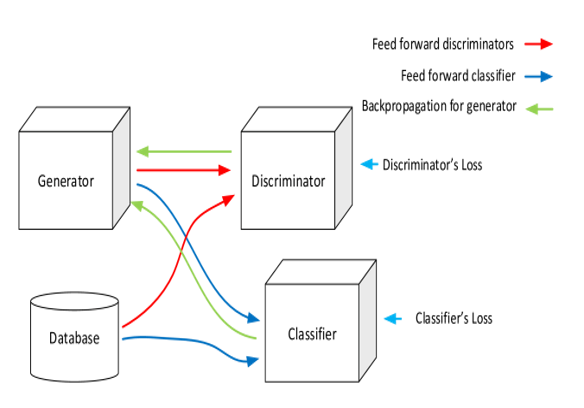 Feed forward discriminators
Feed forward classifier
Backpropagation for generator
Discriminator's Loss
Generator
Discriminator
Classifier's Loss
Database
Classifier